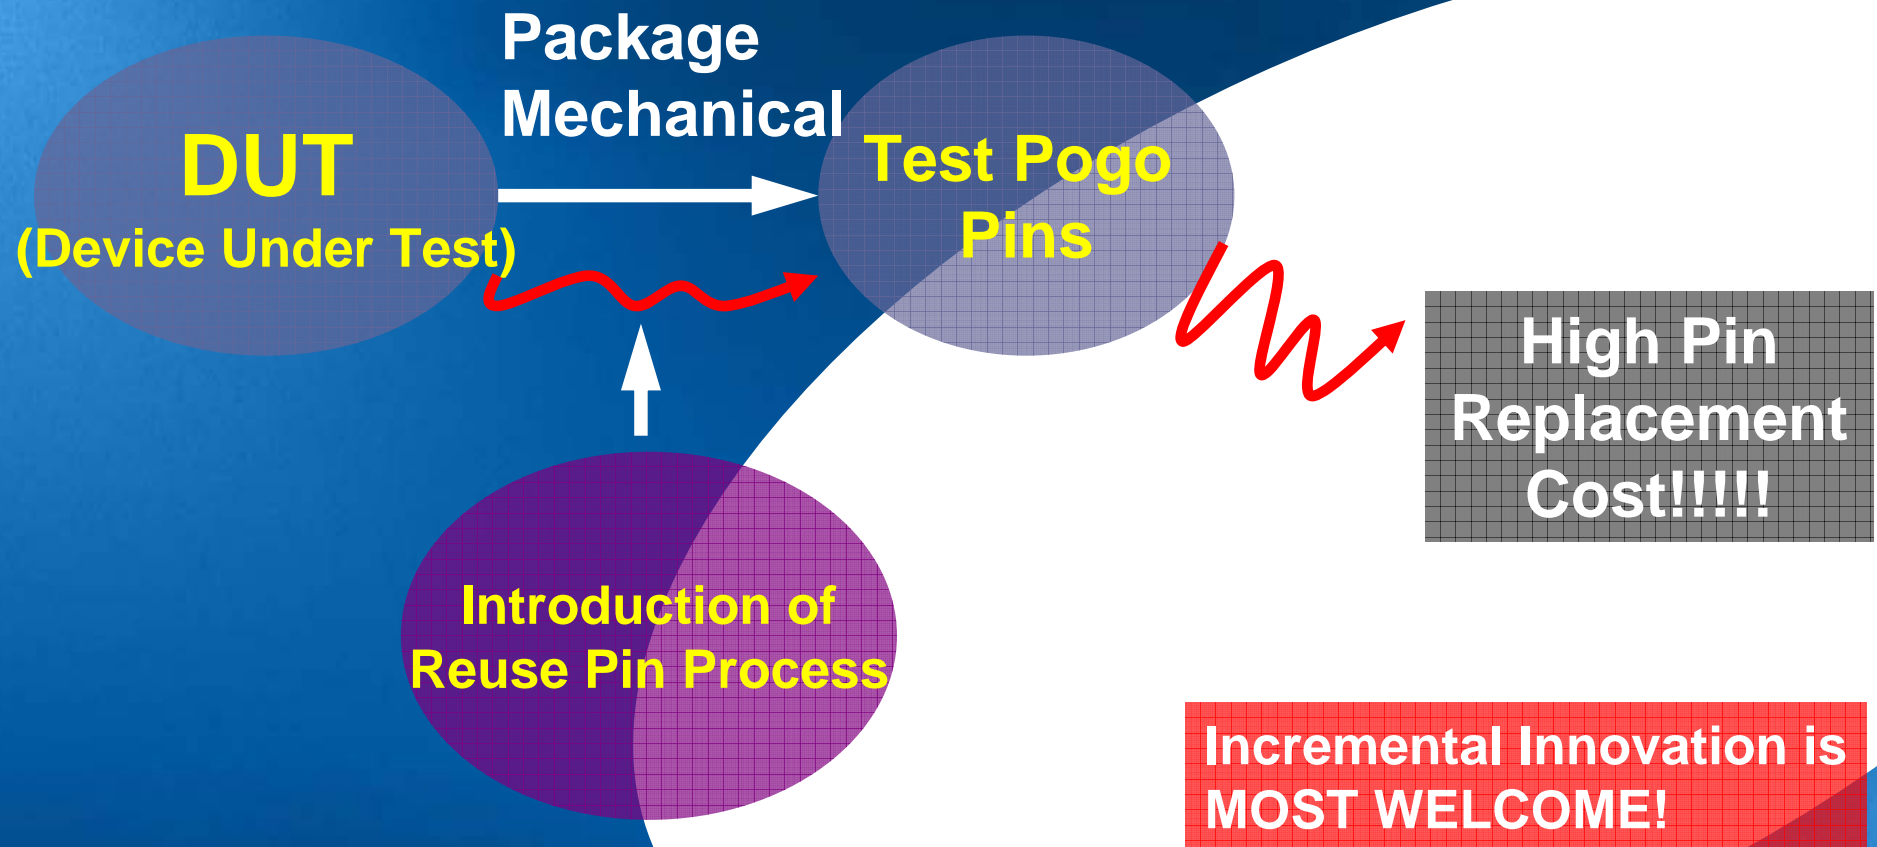 Package
Mechanical
DUT
(Device Under Test)
Test Pogo
Pins
High Pin
Replacement
Cost!!!!!
Introduction of
Reuse Pin Process
Incremental Innovation is
MOST WELCOME!